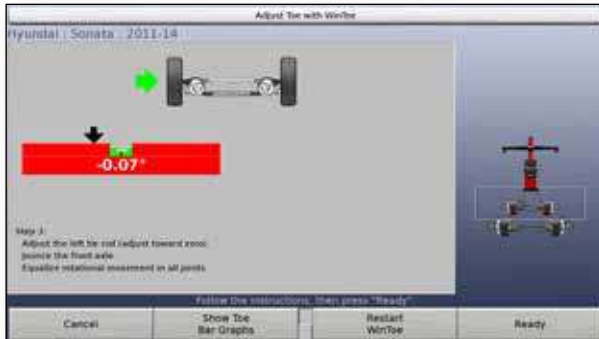 Adjust Toe with WinToe
Hyundai : Sonata : 2011-14
-0.07°
Step 3:
Adjust the left tie rod (adjust toward zero).
Jounce the front axle.
Equalize rotational movement in all joints.
Follow the instructions, then press "Ready".
Cancel
Show Toe
Bar Graphs
Restart
WinToe
Ready